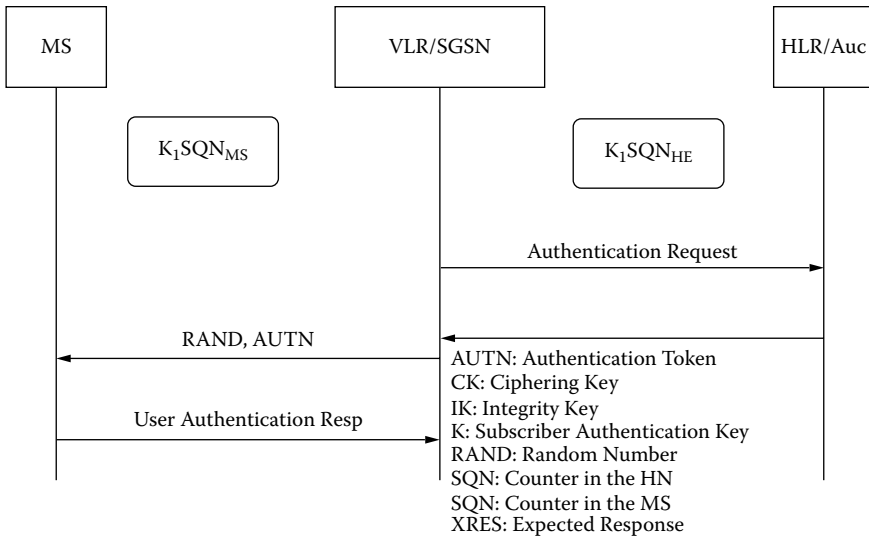 MS
VLR/SGSN
HLR/Auc
K₁SQN_MS
K₁SQN_HE
Authentication Request
RAND, AUTN
User Authentication Resp
AUTN: Authentication Token
CK: Ciphering Key
IK: Integrity Key
K: Subscriber Authentication Key
RAND: Random Number
SQN: Counter in the HN
SQN: Counter in the MS
XRES: Expected Response